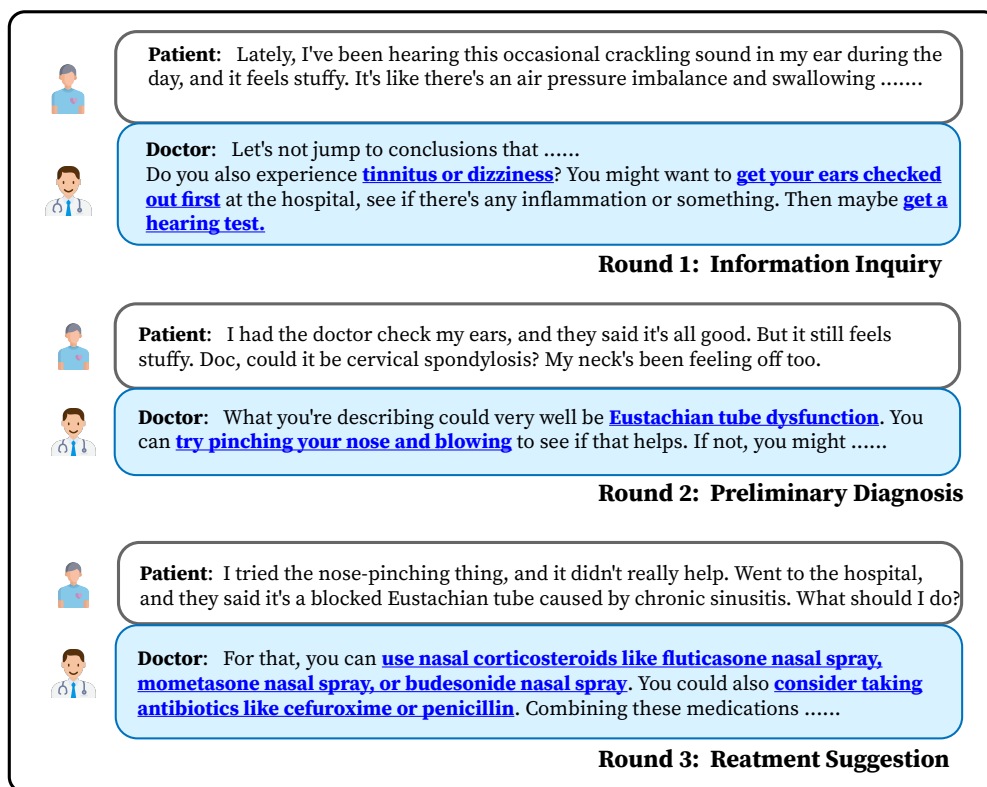 Patient: Lately, I've been hearing this occasional crackling sound in my ear during the
day, and it feels stuffy. It's like there's an air pressure imbalance and swallowing ......
Doctor: Let's not jump to conclusions that ......
Do you also experience tinnitus or dizziness? You might want to get your ears checked
out first at the hospital, see if there's any inflammation or something. Then maybe get a
hearing test.
Round 1: Information Inquiry
Patient: I had the doctor check my ears, and they said it's all good. But it still feels
stuffy. Doc, could it be cervical spondylosis? My neck's been feeling off too.
Doctor: What you're describing could very well be Eustachian tube dysfunction. You
can try pinching your nose and blowing to see if that helps. If not, you might ......
Round 2: Preliminary Diagnosis
Patient: I tried the nose-pinching thing, and it didn't really help. Went to the hospital,
and they said it's a blocked Eustachian tube caused by chronic sinusitis. What should I do?
Doctor: For that, you can use nasal corticosteroids like fluticasone nasal spray,
mometasone nasal spray, or budesonide nasal spray. You could also consider taking
antibiotics like cefuroxime or penicillin. Combining these medications ......
Round 3: Reatment Suggestion